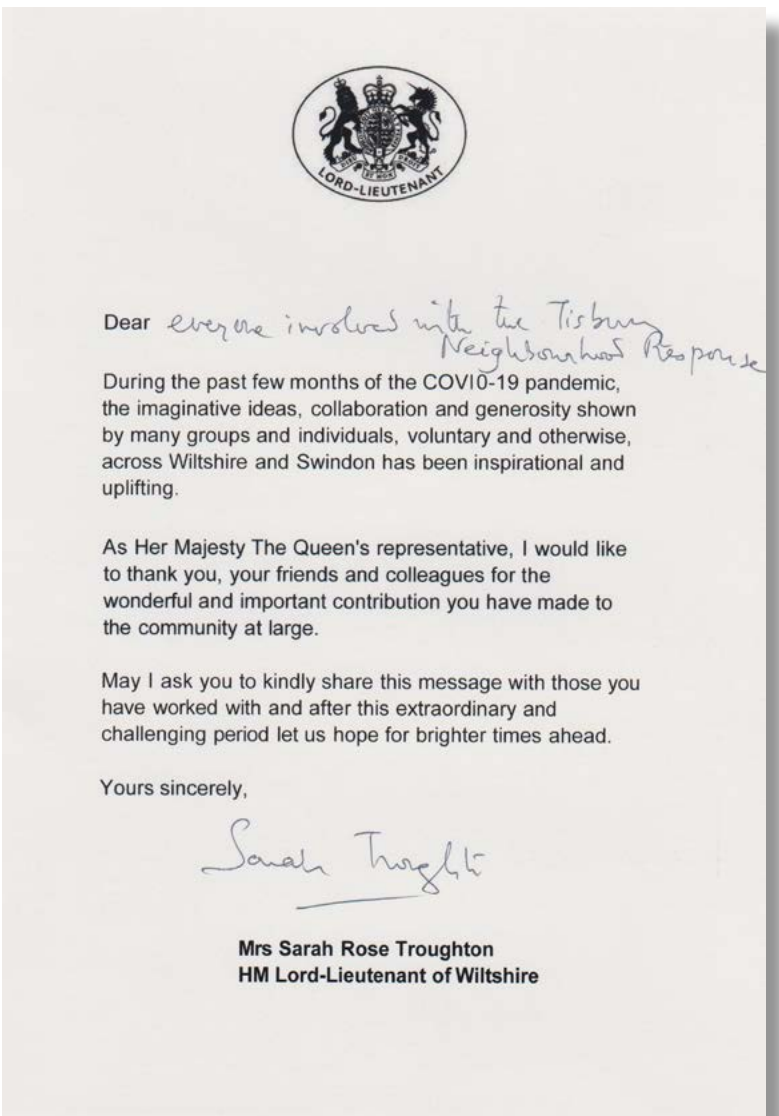 DIEU ET MON DROIT
LORD-LIEUTENANT
Dear everyone involved with the Tisbury
Neighbourhood Response
During the past few months of the COVI0-19 pandemic,
the imaginative ideas, collaboration and generosity shown
by many groups and individuals, voluntary and otherwise,
across Wiltshire and Swindon has been inspirational and
uplifting.
As Her Majesty The Queen's representative, I would like
to thank you, your friends and colleagues for the
wonderful and important contribution you have made to
the community at large.
May I ask you to kindly share this message with those you
have worked with and after this extraordinary and
challenging period let us hope for brighter times ahead.
Yours sincerely,
Sarah Troughton
Mrs Sarah Rose Troughton
HM Lord-Lieutenant of Wiltshire